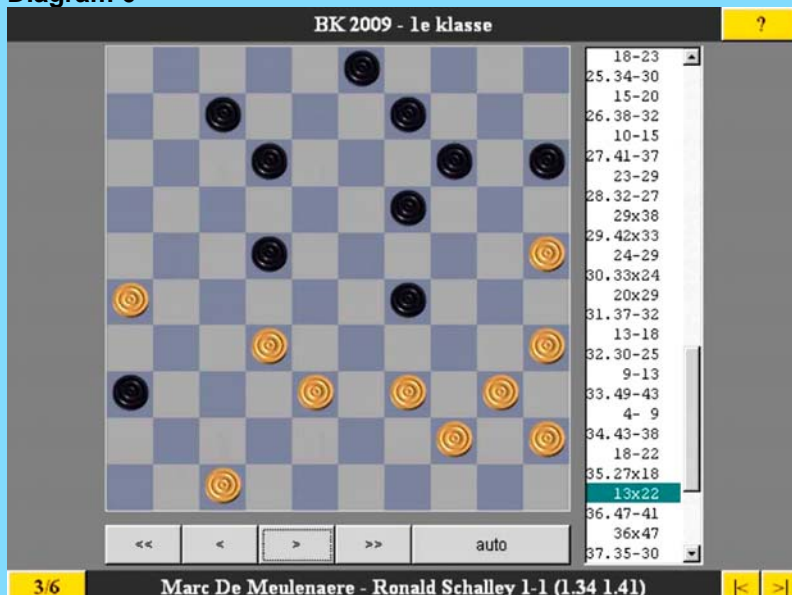 Diagram 3
BK 2009 - 1e klasse
?
18-23
25.34-30
15-20
26.38-32
10-15
27.41-37
23-29
28.32-27
29x38
29.42x33
24-29
30.33x24
20x29
31.37-32
13-18
32.30-25
9-13
33.49-43
4- 9
34.43-38
18-22
35.27x18
13x22
36.47-41
36x47
37.35-30
<< < > >> auto
3/6 Marc De Meulenaere - Ronald Schalley 1-1 (1.34 1.41) |< >|